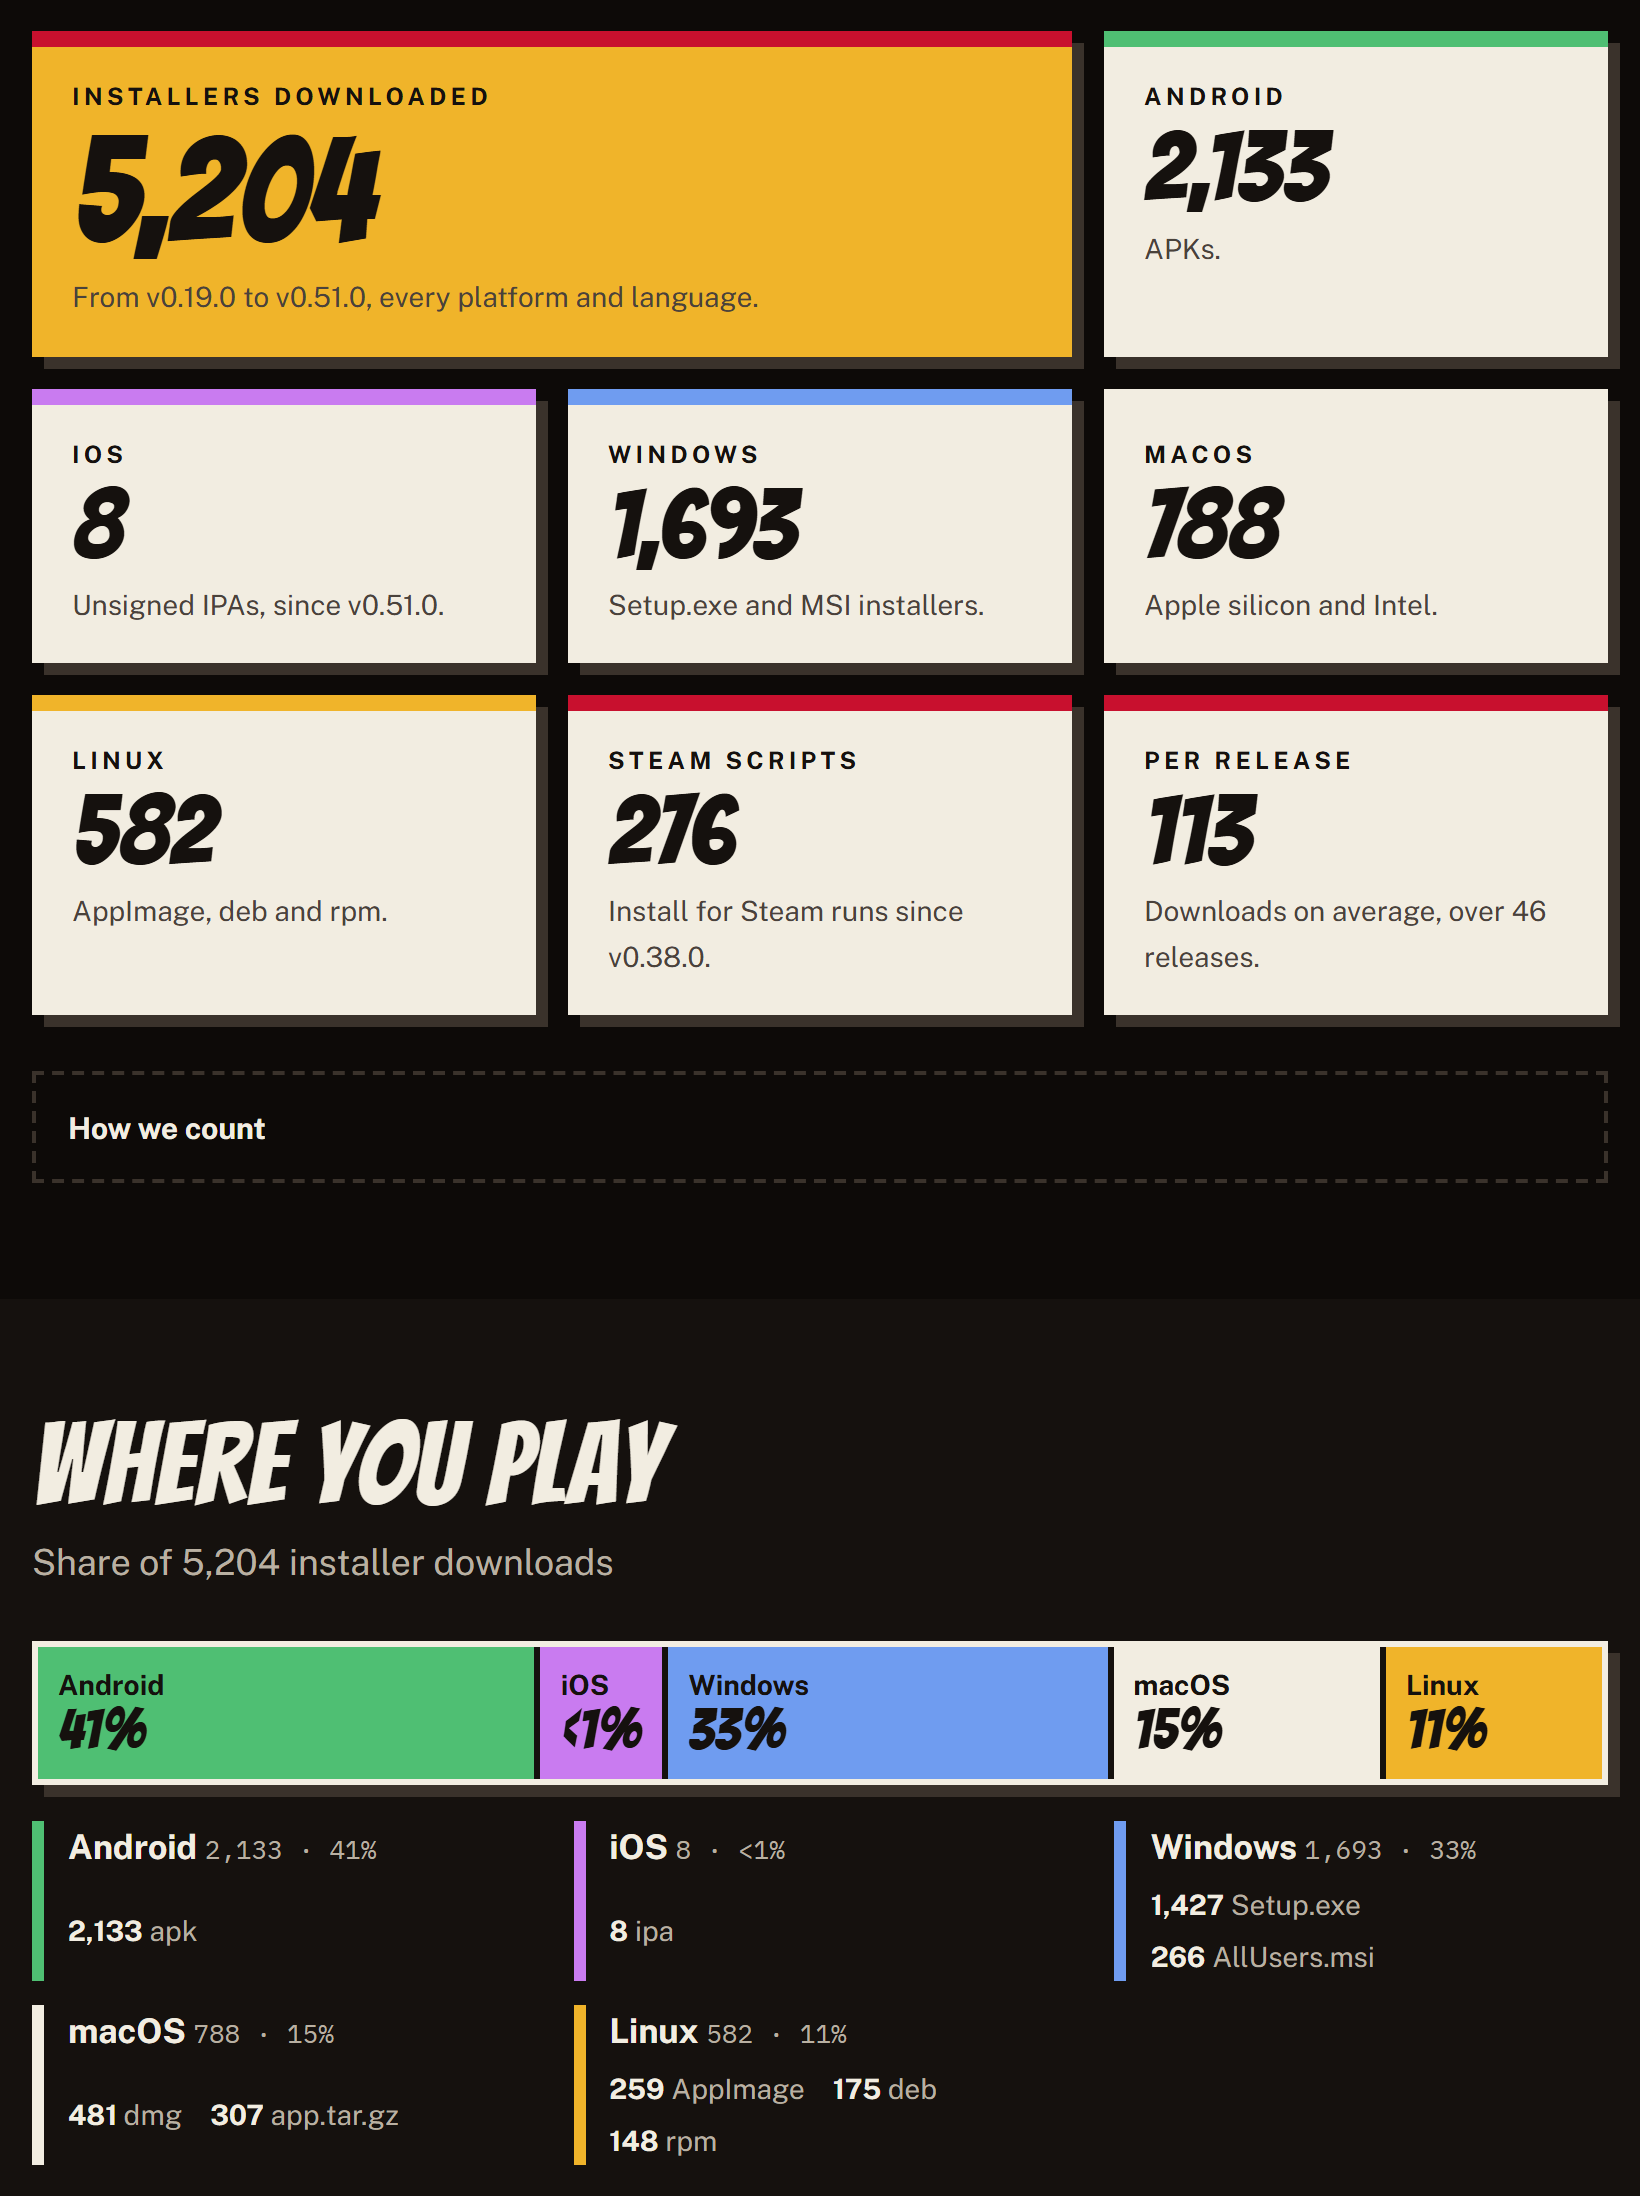 INSTALLERS DOWNLOADED
5,204
From v0.19.0 to v0.51.0, every platform and language.
ANDROID
2,133
APKs.
IOS
8
Unsigned IPAs, since v0.51.0.
WINDOWS
1,693
Setup.exe and MSI installers.
MACOS
788
Apple silicon and Intel.
LINUX
582
AppImage, deb and rpm.
STEAM SCRIPTS
276
Install for Steam runs since
v0.38.0.
PER RELEASE
113
Downloads on average, over 46
releases.
How we count
WHERE YOU PLAY
Share of 5,204 installer downloads
Android
41%
iOS
<1%
Windows
33%
macOS
15%
Linux
11%
Android 2,133 · 41%
2,133 apk
iOS 8 · <1%
8 ipa
Windows 1,693 · 33%
1,427 Setup.exe
266 AllUsers.msi
macOS 788 · 15%
481 dmg 307 app.tar.gz
Linux 582 · 11%
259 AppImage 175 deb
148 rpm